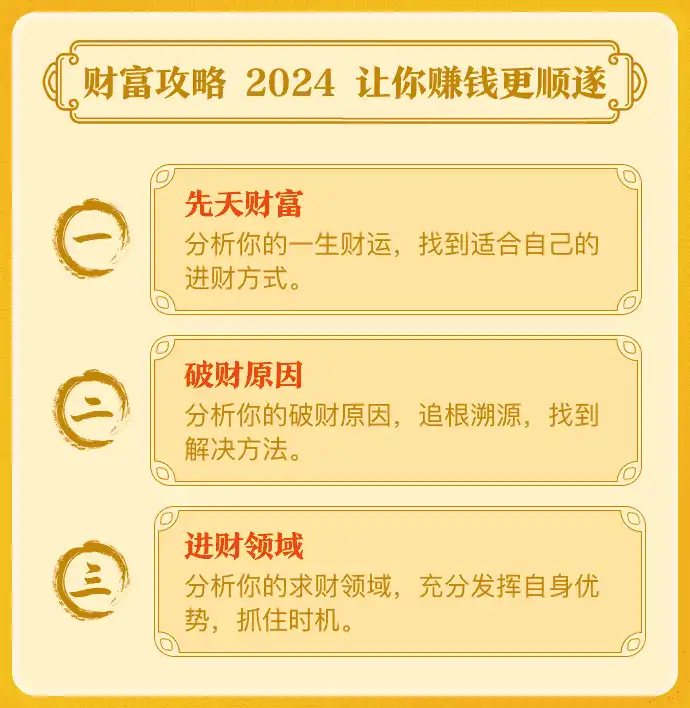 财富攻略 2024 让你赚钱更顺遂
一
先天财富
分析你的一生财运，找到适合自己的
进财方式。
二
破财原因
分析你的破财原因，追根溯源，找到
解决方法。
三
进财领域
分析你的求财领域，充分发挥自身优
势，抓住时机。